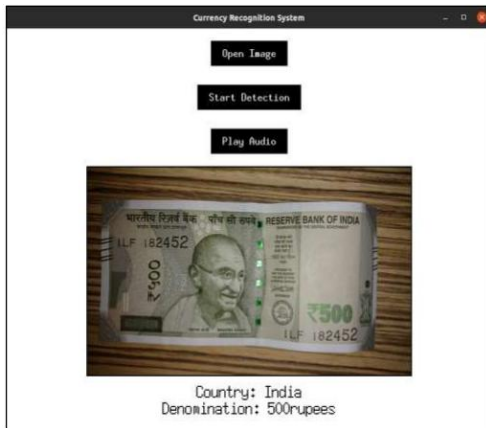 Currency Recognition System
Open Image
Start Detection
Play Audio
भारतीय रिज़र्व बैंक
पाँच सौ रुपये
RESERVE BANK OF INDIA
1LF 182452
₹500
₹500
1LF 182452
Country: India
Denomination: 500rupees